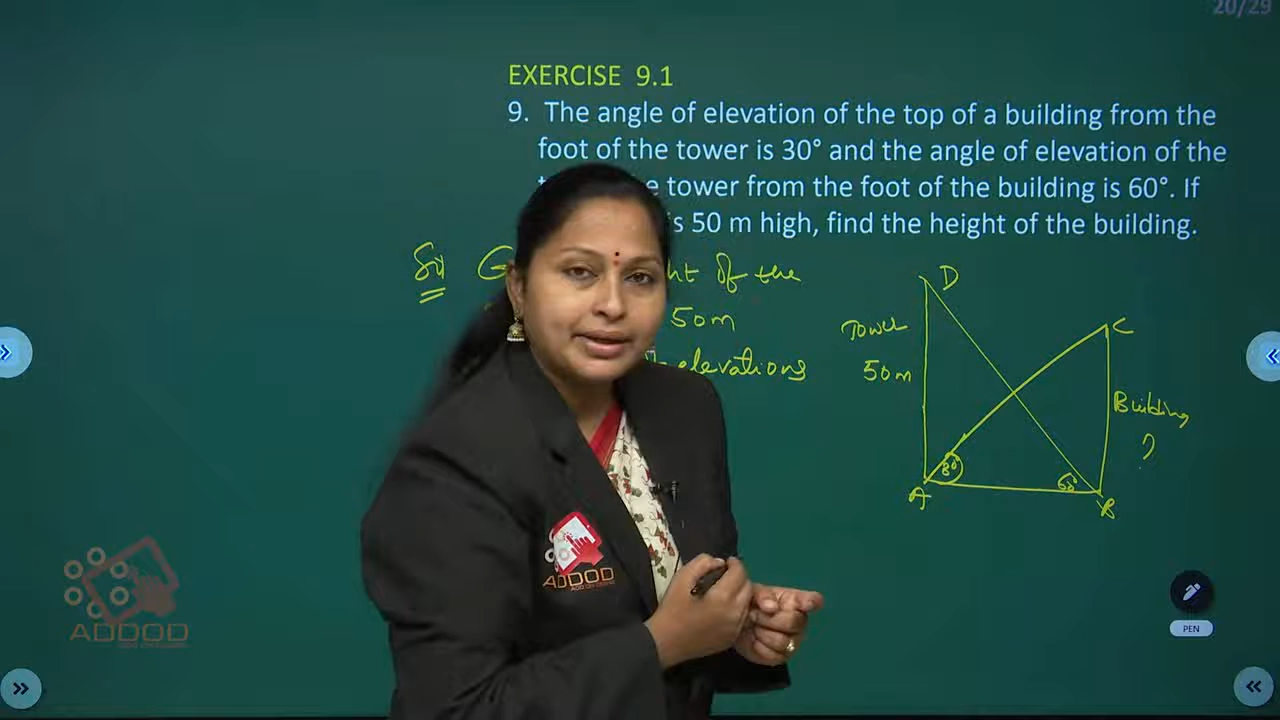 20/29
EXERCISE 9.1
9. The angle of elevation of the top of a building from the
foot of the tower is 30° and the angle of elevation of the
tower from the foot of the building is 60°. If
is 50 m high, find the height of the building.
Sol G ht of the
50m
elevations
D
Tower
50m
C
Building
?
30°
60°
A
B
ADDOD
ADDOD
PEN